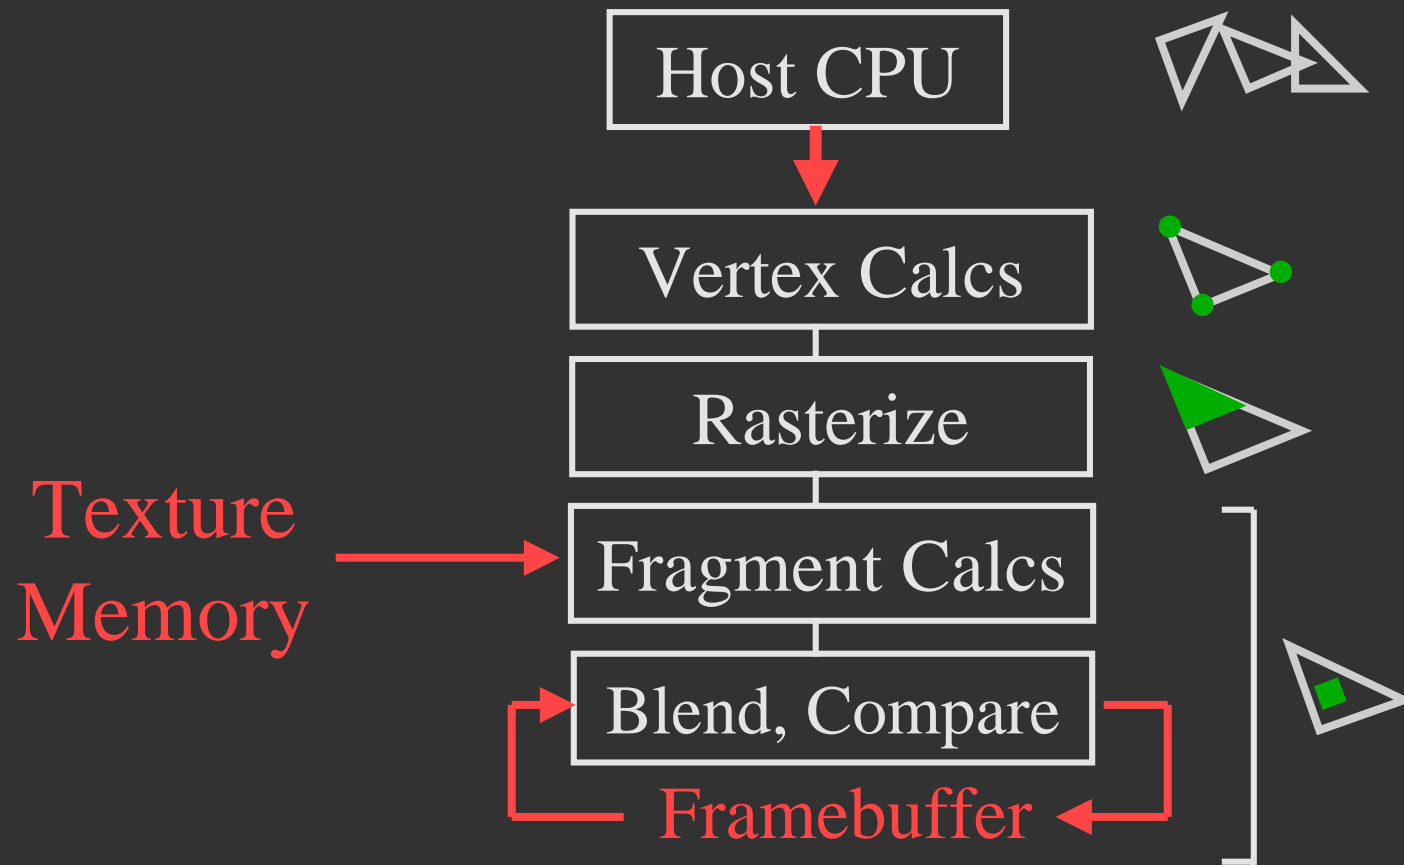 Host CPU
Vertex Calcs
Rasterize
Texture
Memory
Fragment Calcs
Blend, Compare
Framebuffer